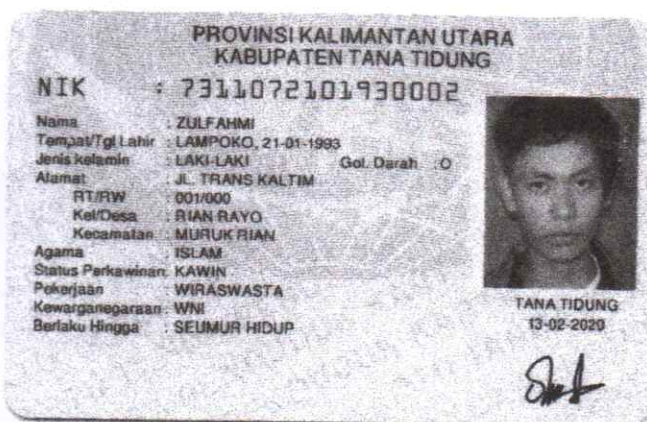 PROVINSI KALIMANTAN UTARA
KABUPATEN TANA TIDUNG
NIK : 7311072101930002
Nama : ZULFAHMI
Tempat/Tgl Lahir : LAMPOKO, 21-01-1993
Jenis kelamin : LAKI-LAKI Gol. Darah : O
Alamat : JL. TRANS KALTIM
RT/RW : 001/000
Kel/Desa : RIAN RAYO
Kecamatan : MURUK RIAN
Agama : ISLAM
Status Perkawinan: KAWIN
Pekerjaan : WIRASWASTA
Kewarganegaraan : WNI
Berlaku Hingga : SEUMUR HIDUP
TANA TIDUNG
13-02-2020